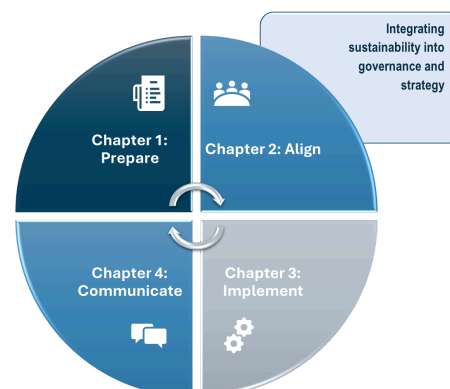 Integrating
sustainability into
governance and
strategy
Chapter 1:
Prepare
Chapter 2: Align
Chapter 4:
Communicate
Chapter 3:
Implement